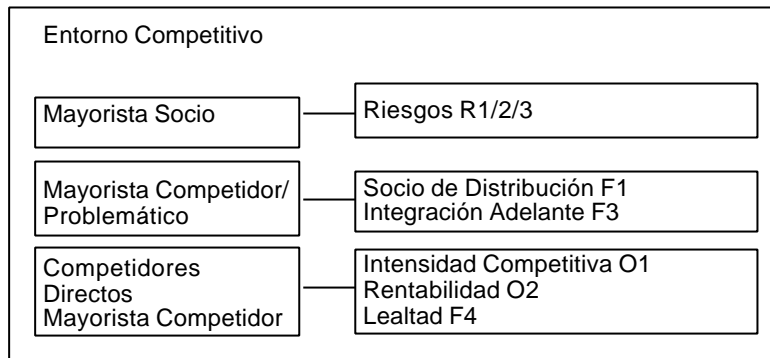 Entorno Competitivo
Mayorista Socio
Riesgos R1/2/3
Mayorista Competidor/
Problemático
Socio de Distribución F1
Integración Adelante F3
Competidores
Directos
Mayorista Competidor
Intensidad Competitiva O1
Rentabilidad O2
Lealtad F4